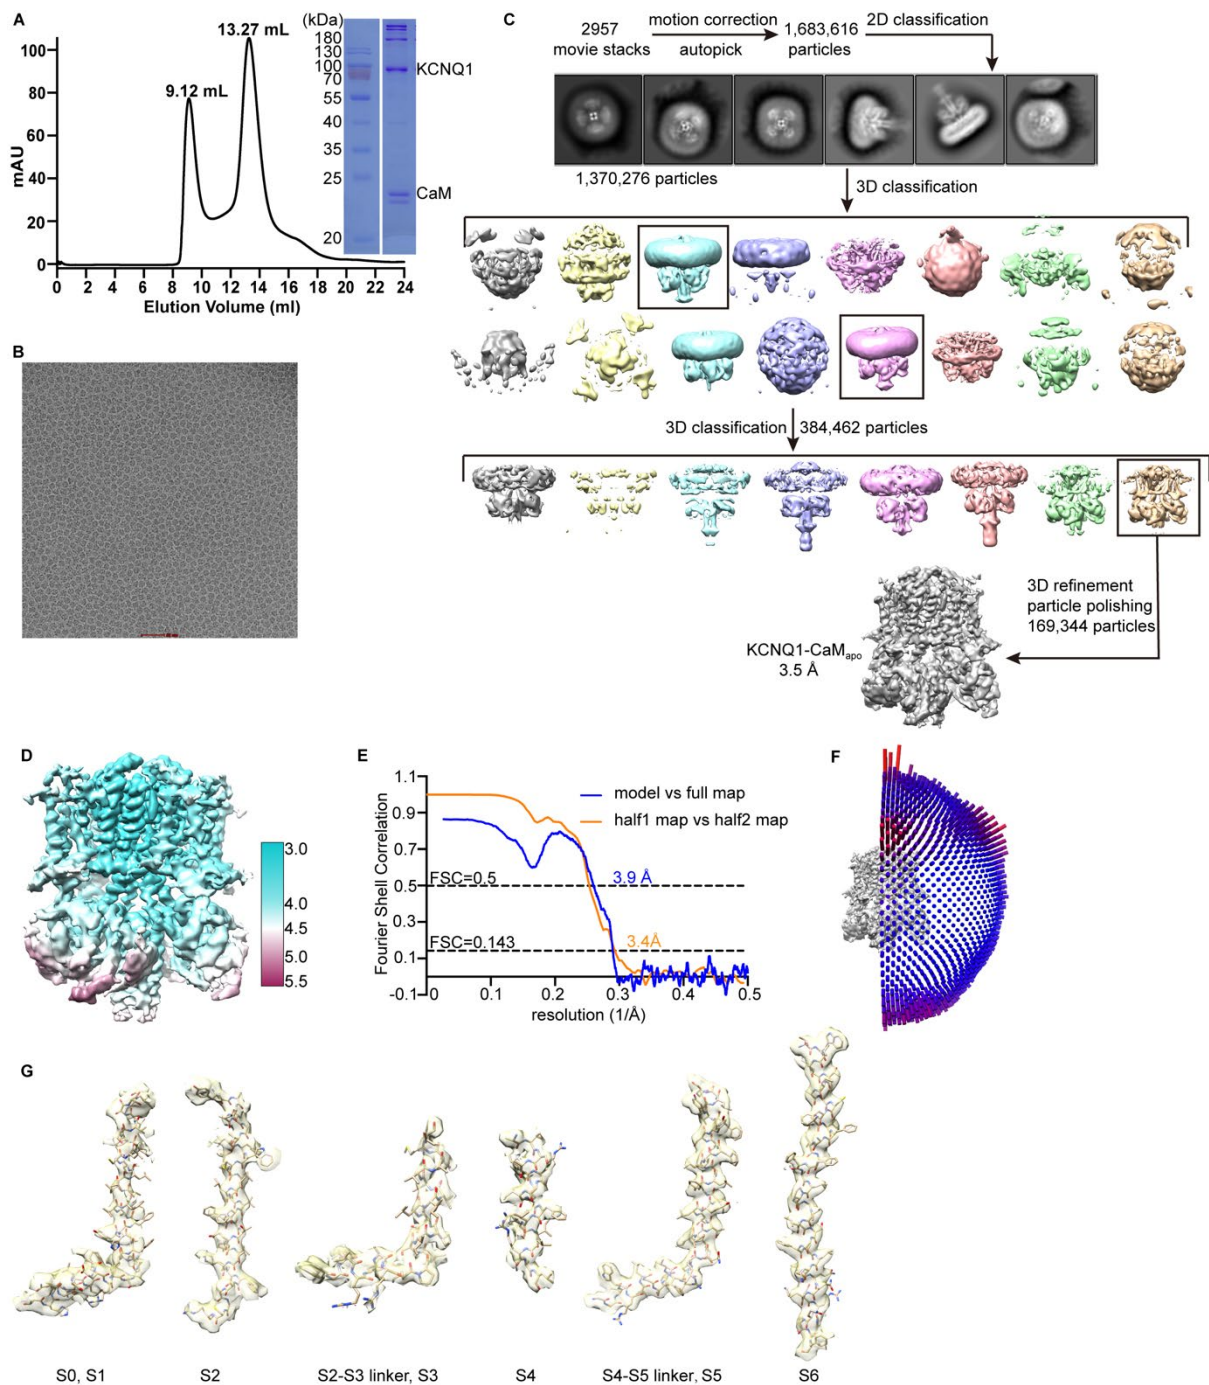 A
(kDa)
180
130
100
70
55
40
35
25
20
KCNQ1
CaM
13.27 mL
9.12 mL
100
80
60
40
20
0
mAU
0 2 4 6 8 10 12 14 16 18 20 22 24
Elution Volume (ml)
B
C
2957
movie stacks
motion correction
autopick
1,683,616
particles
2D classification
1,370,276 particles
3D classification
3D classification
384,462 particles
3D refinement
particle polishing
169,344 particles
KCNQ1-CaMapo
3.5 Å
D
3.0
4.0
4.5
5.0
5.5
E
1.1
0.9
0.7
0.5
0.3
0.1
-0.1
Fourier Shell Correlation
model vs full map
half1 map vs half2 map
FSC=0.5
3.9 Å
FSC=0.143
3.4Å
0 0.1 0.2 0.3 0.4 0.5
resolution (1/Å)
F
G
S0, S1
S2
S2-S3 linker, S3
S4
S4-S5 linker, S5
S6